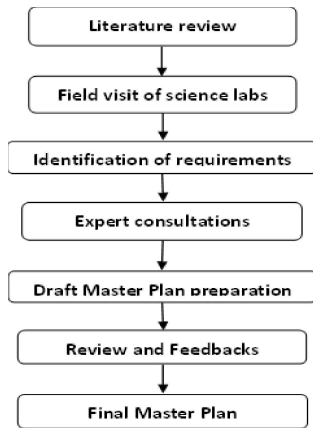 Literature review
Field visit of science labs
Identification of requirements
Expert consultations
Draft Master Plan preparation
Review and Feedbacks
Final Master Plan